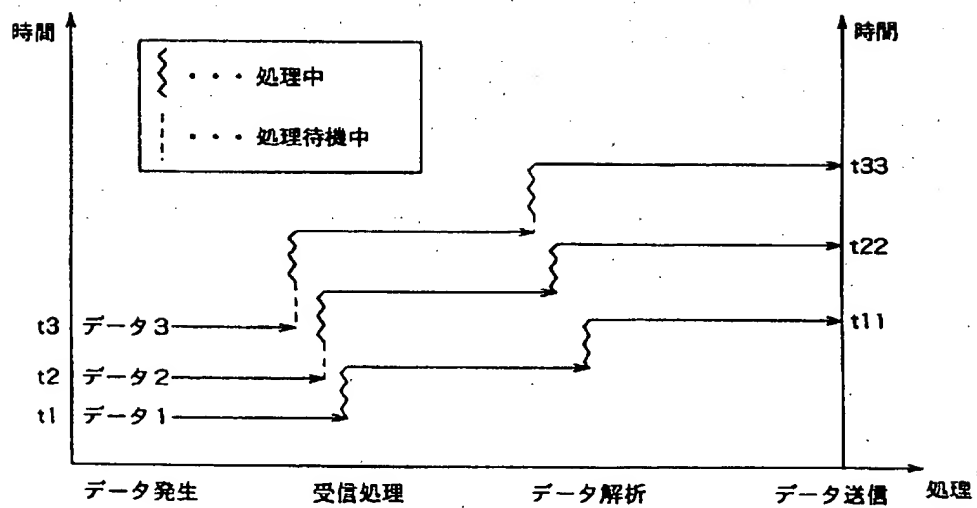 時間
時間
・・・処理中
・・・処理待機中
t33
t22
t11
t3 データ3
t2 データ2
t1 データ1
データ発生 受信処理 データ解析 データ送信 処理